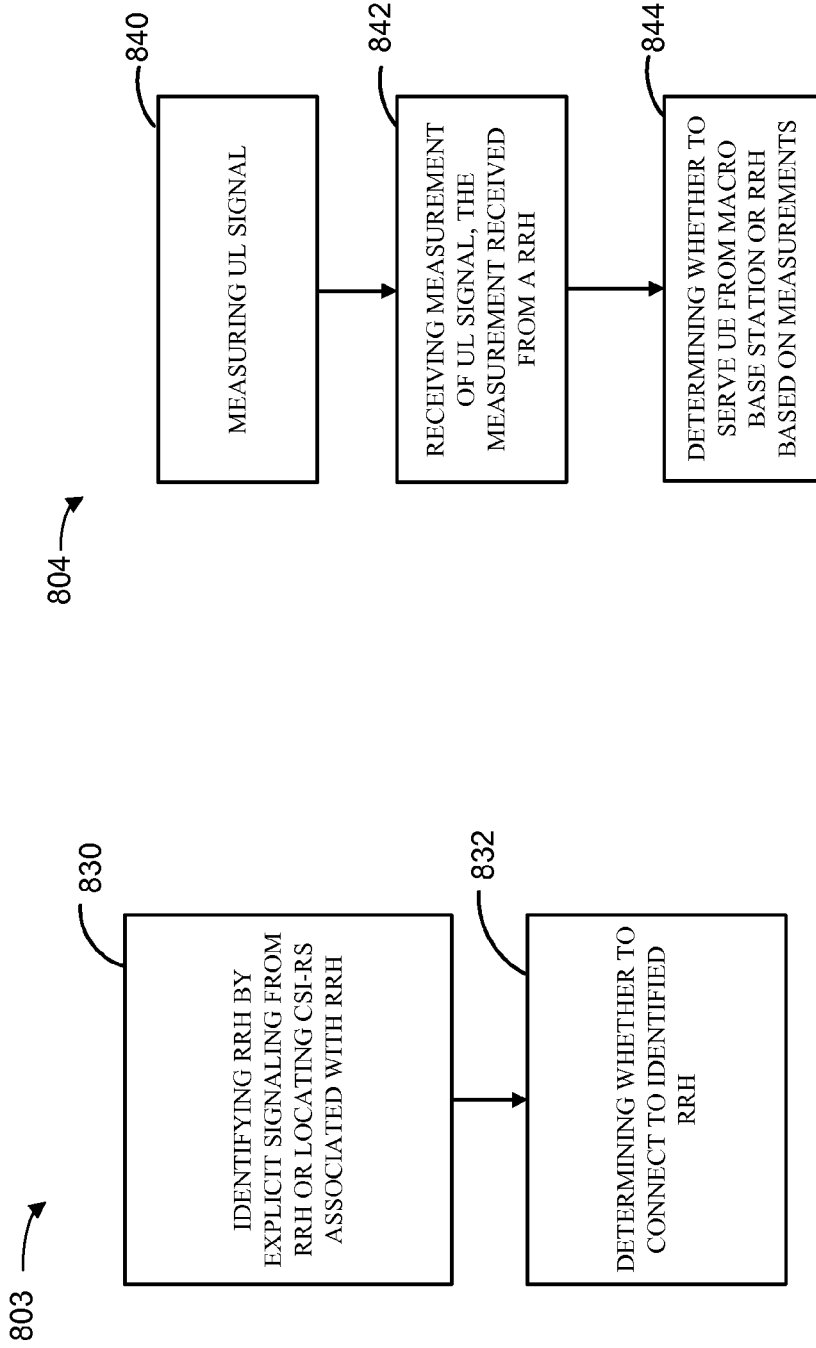 803
830
IDENTIFYING RRH BY
EXPLICIT SIGNALING FROM
RRH OR LOCATING CSI-RS
ASSOCIATED WITH RRH
832
DETERMINING WHETHER TO
CONNECT TO IDENTIFIED
RRH
804
840
MEASURING UL SIGNAL
842
RECEIVING MEASUREMENT
OF UL SIGNAL, THE
MEASUREMENT RECEIVED
FROM A RRH
844
DETERMINING WHETHER TO
SERVE UE FROM MACRO
BASE STATION OR RRH
BASED ON MEASUREMENTS